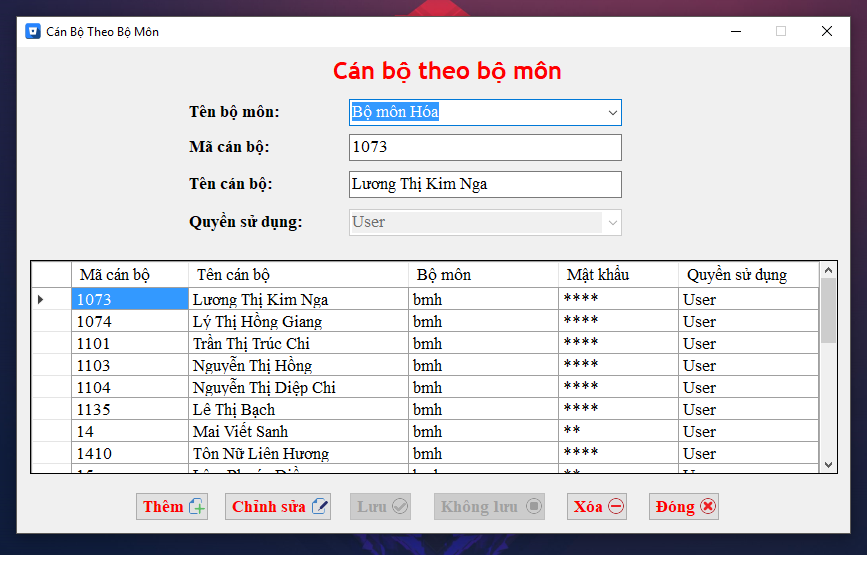 Cán Bộ Theo Bộ Môn
Cán bộ theo bộ môn
Tên bộ môn: Bộ môn Hóa
Mã cán bộ: 1073
Tên cán bộ: Lương Thị Kim Nga
Quyền sử dụng: User
Mã cán bộ Tên cán bộ Bộ môn Mật khẩu Quyền sử dụng
1073 Lương Thị Kim Nga bmh **** User
1074 Lý Thị Hồng Giang bmh **** User
1101 Trần Thị Trúc Chi bmh **** User
1103 Nguyễn Thị Hồng bmh **** User
1104 Nguyễn Thị Diệp Chi bmh **** User
1135 Lê Thị Bạch bmh **** User
14 Mai Viết Sanh bmh ** User
1410 Tôn Nữ Liên Hương bmh **** User
Thêm Chỉnh sửa Lưu Không lưu Xóa Đóng